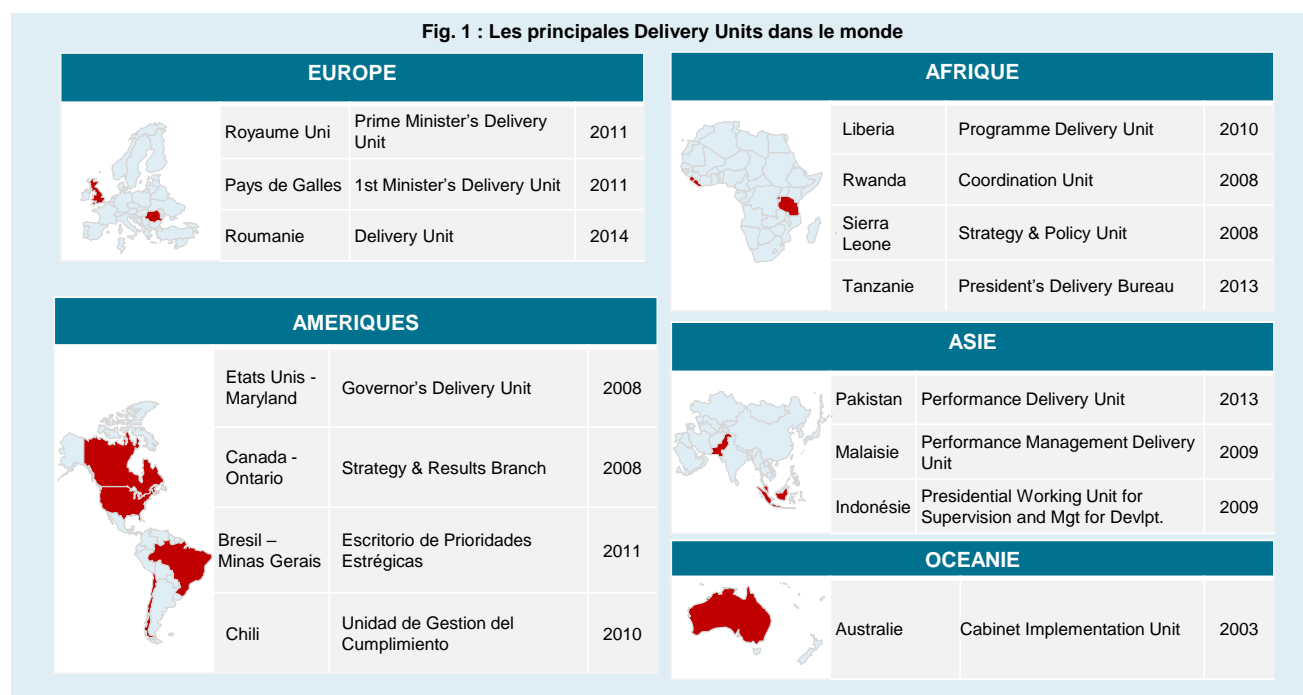 Fig. 1 : Les principales Delivery Units dans le monde
EUROPE
Royaume Uni
Prime Minister’s Delivery
Unit
2011
Pays de Galles
1st Minister’s Delivery Unit
2011
Roumanie
Delivery Unit
2014
AMERIQUES
Etats Unis -
Maryland
Governor’s Delivery Unit
2008
Canada -
Ontario
Strategy & Results Branch
2008
Bresil –
Minas Gerais
Escritorio de Prioridades
Estrégicas
2011
Chili
Unidad de Gestion del
Cumplimiento
2010
AFRIQUE
Liberia
Programme Delivery Unit
2010
Rwanda
Coordination Unit
2008
Sierra
Leone
Strategy & Policy Unit
2008
Tanzanie
President’s Delivery Bureau
2013
ASIE
Pakistan
Performance Delivery Unit
2013
Malaisie
Performance Management Delivery
Unit
2009
Indonésie
Presidential Working Unit for
Supervision and Mgt for Devlpt.
2009
OCEANIE
Australie
Cabinet Implementation Unit
2003